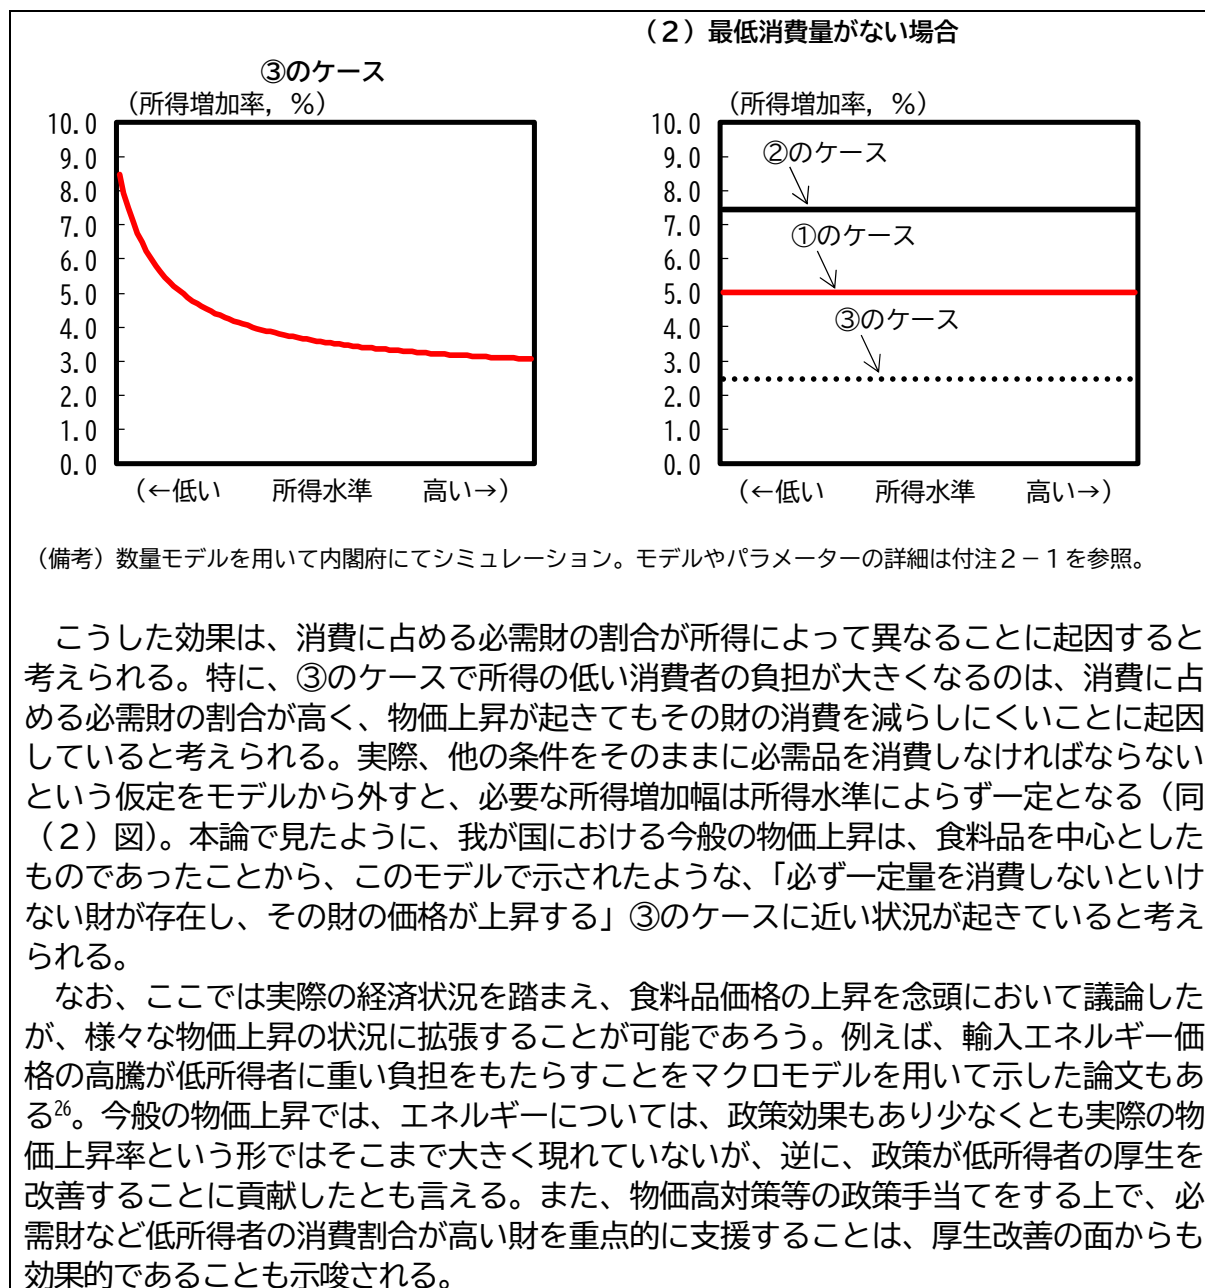 （２）最低消費量がない場合
③のケース
（所得増加率，％）
10.0
9.0
8.0
7.0
6.0
5.0
4.0
3.0
2.0
1.0
0.0
（←低い　所得水準　高い→）
（所得増加率，％）
10.0
9.0
8.0
7.0
6.0
5.0
4.0
3.0
2.0
1.0
0.0
②のケース
①のケース
③のケース
（←低い　所得水準　高い→）
（備考）数量モデルを用いて内閣府にてシミュレーション。モデルやパラメーターの詳細は付注２－１を参照。
こうした効果は、消費に占める必需財の割合が所得によって異なることに起因すると
考えられる。特に、③のケースで所得の低い消費者の負担が大きくなるのは、消費に占
める必需財の割合が高く、物価上昇が起きてもその財の消費を減らしにくいことに起因
していると考えられる。実際、他の条件をそのままに必需品を消費しなければならない
という仮定をモデルから外すと、必要な所得増加幅は所得水準によらず一定となる（同
（２）図）。本論で見たように、我が国における今般の物価上昇は、食料品を中心とした
ものであったことから、このモデルで示されたような、「必ず一定量を消費しないといけ
ない財が存在し、その財の価格が上昇する」③のケースに近い状況が起きていると考え
られる。
なお、ここでは実際の経済状況を踏まえ、食料品価格の上昇を念頭において議論した
が、様々な物価上昇の状況に拡張することが可能であろう。例えば、輸入エネルギー価
格の高騰が低所得者に重い負担をもたらすことをマクロモデルを用いて示した論文もあ
る26。今般の物価上昇では、エネルギーについては、政策効果もあり少なくとも実際の物
価上昇率という形ではそこまで大きく現れていないが、逆に、政策が低所得者の厚生を
改善することに貢献したとも言える。また、物価高対策等の政策手当てをする上で、必
需財など低所得者の消費割合が高い財を重点的に支援することは、厚生改善の面からも
効果的であることも示唆される。